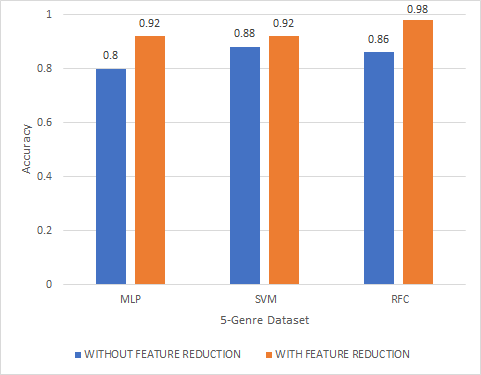 1
0.8
0.6
0.4
0.2
0
Accuracy
0.8
0.92
0.88
0.92
0.86
0.98
MLP
SVM
RFC
5-Genre Dataset
WITHOUT FEATURE REDUCTION
WITH FEATURE REDUCTION